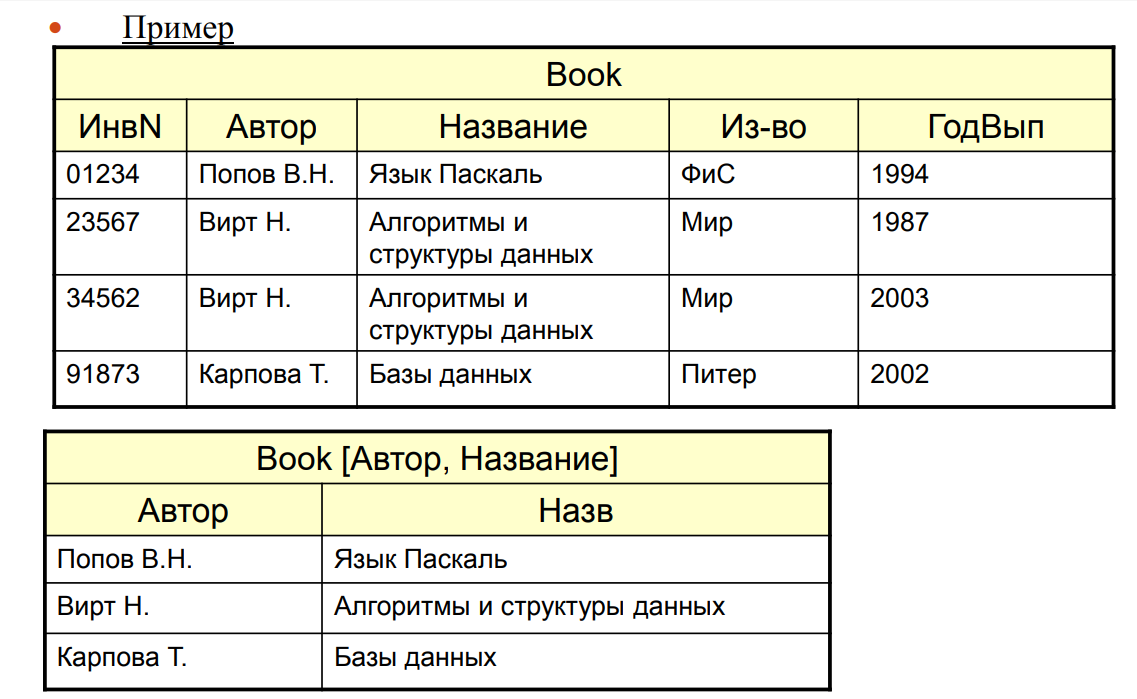 Пример
Book
ИнвN Автор Название Из-во ГодВып
01234 Попов В.Н. Язык Паскаль ФиС 1994
23567 Вирт Н. Алгоритмы и Мир 1987
структуры данных
34562 Вирт Н. Алгоритмы и Мир 2003
структуры данных
91873 Карпова Т. Базы данных Питер 2002
Book [Автор, Название]
Автор Назв
Попов В.Н. Язык Паскаль
Вирт Н. Алгоритмы и структуры данных
Карпова Т. Базы данных